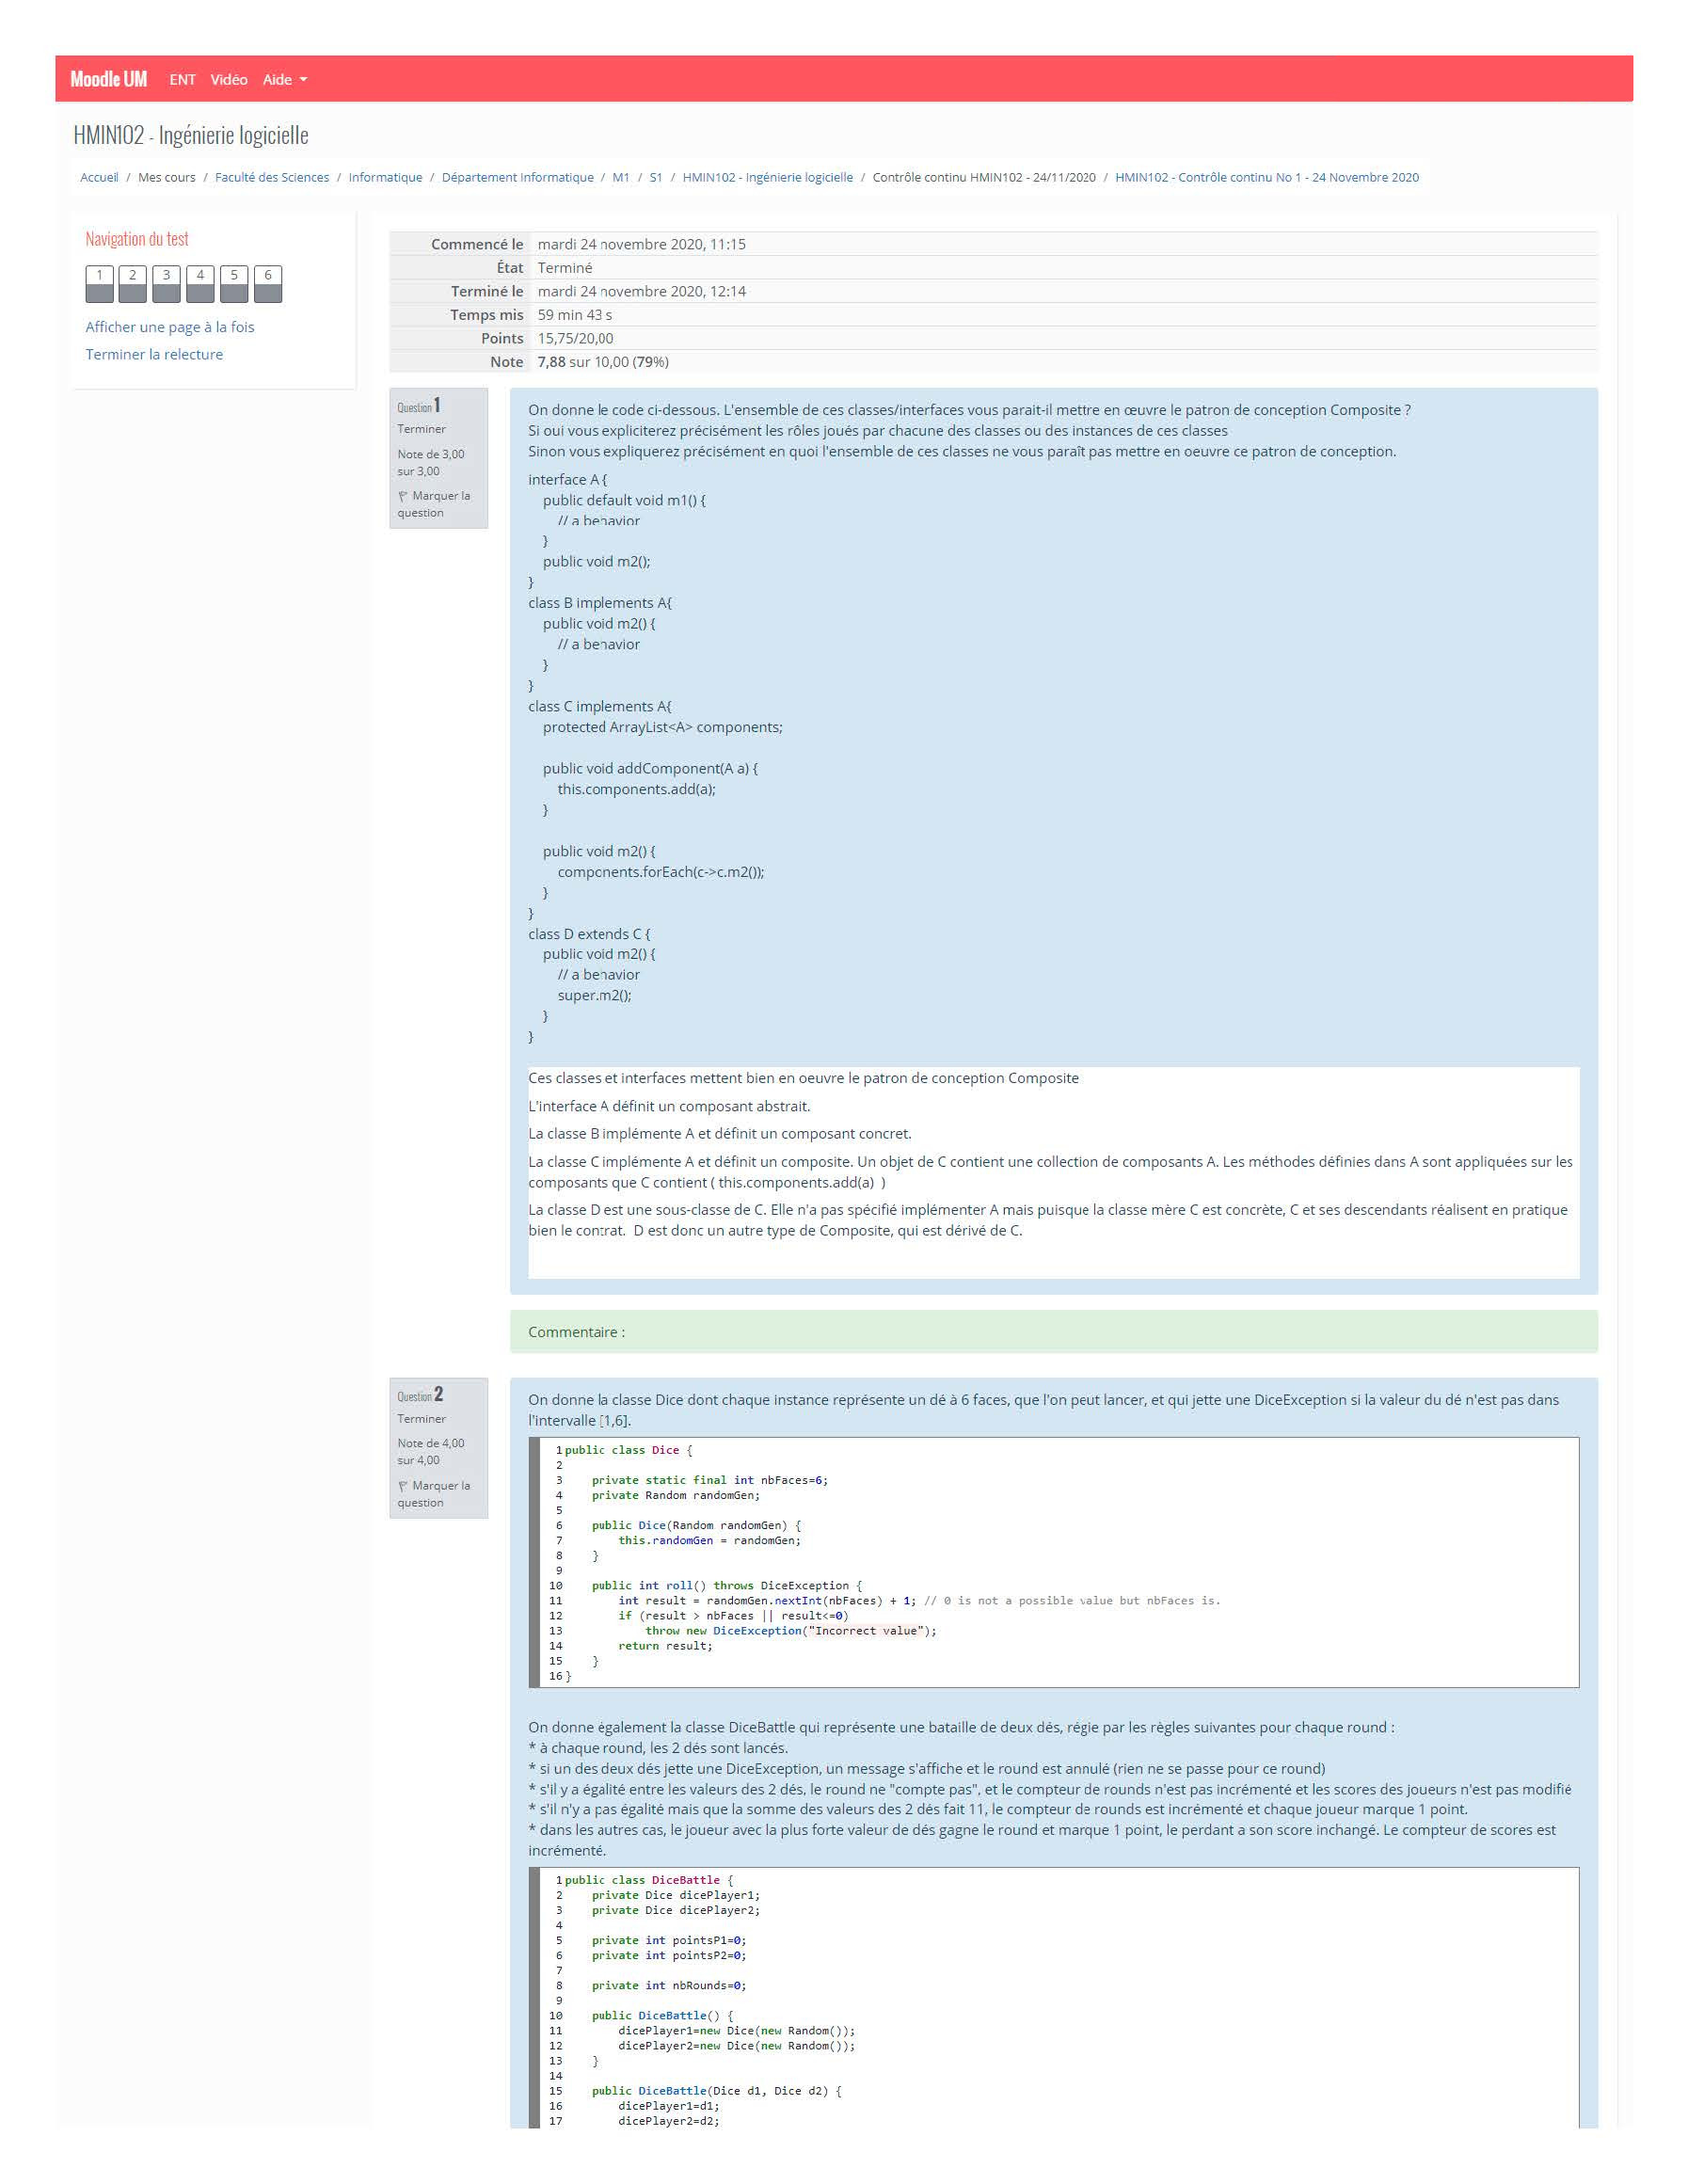 Moodle UM ENT Vidéo Aide
HMIN102 - Ingénierie logicielle
Accueil / Mes cours / Faculté des Sciences / Informatique / Département Informatique / M1 / S1 / HMIN102 - Ingénierie logicielle / Contrôle continu HMIN102 - 24/11/2020 / HMIN102 - Contrôle continu No 1 - 24 Novembre 2020
Navigation du test
1 2 3 4 5 6
Afficher une page à la fois
Terminer la relecture
Commencé le mardi 24 novembre 2020, 11:15
État Terminé
Terminé le mardi 24 novembre 2020, 12:14
Temps mis 59 min 43 s
Points 15,75/20,00
Note 7,88 sur 10,00 (79%)
Question 1
Terminer
Note de 3,00
sur 3,00
Marquer la
question
On donne le code ci-dessous. L'ensemble de ces classes/interfaces vous parait-il mettre en œuvre le patron de conception Composite ?
Si oui vous expliciterez précisément les rôles joués par chacune des classes ou des instances de ces classes
Sinon vous expliquerez précisément en quoi l'ensemble de ces classes ne vous paraît pas mettre en oeuvre ce patron de conception.
interface A {
public default void m1() {
// a behavior
}
public void m2();
}
class B implements A{
public void m2() {
// a behavior
}
}
class C implements A{
protected ArrayList<A> components;
public void addComponent(A a) {
this.components.add(a);
}
public void m2() {
components.forEach(c->c.m2());
}
}
class D extends C {
public void m2() {
// a behavior
super.m2();
}
}
Ces classes et interfaces mettent bien en oeuvre le patron de conception Composite
L'interface A définit un composant abstrait.
La classe B implémente A et définit un composant concret.
La classe C implémente A et définit un composite. Un objet de C contient une collection de composants A. Les méthodes définies dans A sont appliquées sur les
composants que C contient ( this.components.add(a) )
La classe D est une sous-classe de C. Elle n'a pas spécifié implémenter A mais puisque la classe mère C est concrète, C et ses descendants réalisent en pratique
bien le contrat. D est donc un autre type de Composite, qui est dérivé de C.
Commentaire :
Question 2
Terminer
Note de 4,00
sur 4,00
Marquer la
question
On donne la classe Dice dont chaque instance représente un dé à 6 faces, que l'on peut lancer, et qui jette une DiceException si la valeur du dé n'est pas dans
l'intervalle [1,6].
1 public class Dice {
2
3 private static final int nbFaces=6;
4 private Random randomGen;
5
6 public Dice(Random randomGen) {
7 this.randomGen = randomGen;
8 }
9
10 public int roll() throws DiceException {
11 int result = randomGen.nextInt(nbFaces) + 1; // 0 is not a possible value but nbFaces is.
12 if (result > nbFaces || result<=0)
13 throw new DiceException("Incorrect value");
14 return result;
15 }
16 }
On donne également la classe DiceBattle qui représente une bataille de deux dés, régie par les règles suivantes pour chaque round :
* à chaque round, les 2 dés sont lancés.
* si un des deux dés jette une DiceException, un message s'affiche et le round est annulé (rien ne se passe pour ce round)
* s'il y a égalité entre les valeurs des 2 dés, le round ne "compte pas", et le compteur de rounds n'est pas incrémenté et les scores des joueurs n'est pas modifié
* s'il n'y a pas égalité mais que la somme des valeurs des 2 dés fait 11, le compteur de rounds est incrémenté et chaque joueur marque 1 point.
* dans les autres cas, le joueur avec la plus forte valeur de dés gagne le round et marque 1 point, le perdant a son score inchangé. Le compteur de scores est
incrémenté.
1 public class DiceBattle {
2 private Dice dicePlayer1;
3 private Dice dicePlayer2;
4
5 private int pointsP1=0;
6 private int pointsP2=0;
7
8 private int nbRounds=0;
9
10 public DiceBattle() {
11 dicePlayer1=new Dice(new Random());
12 dicePlayer2=new Dice(new Random());
13 }
14
15 public DiceBattle(Dice d1, Dice d2) {
16 dicePlayer1=d1;
17 dicePlayer2=d2;